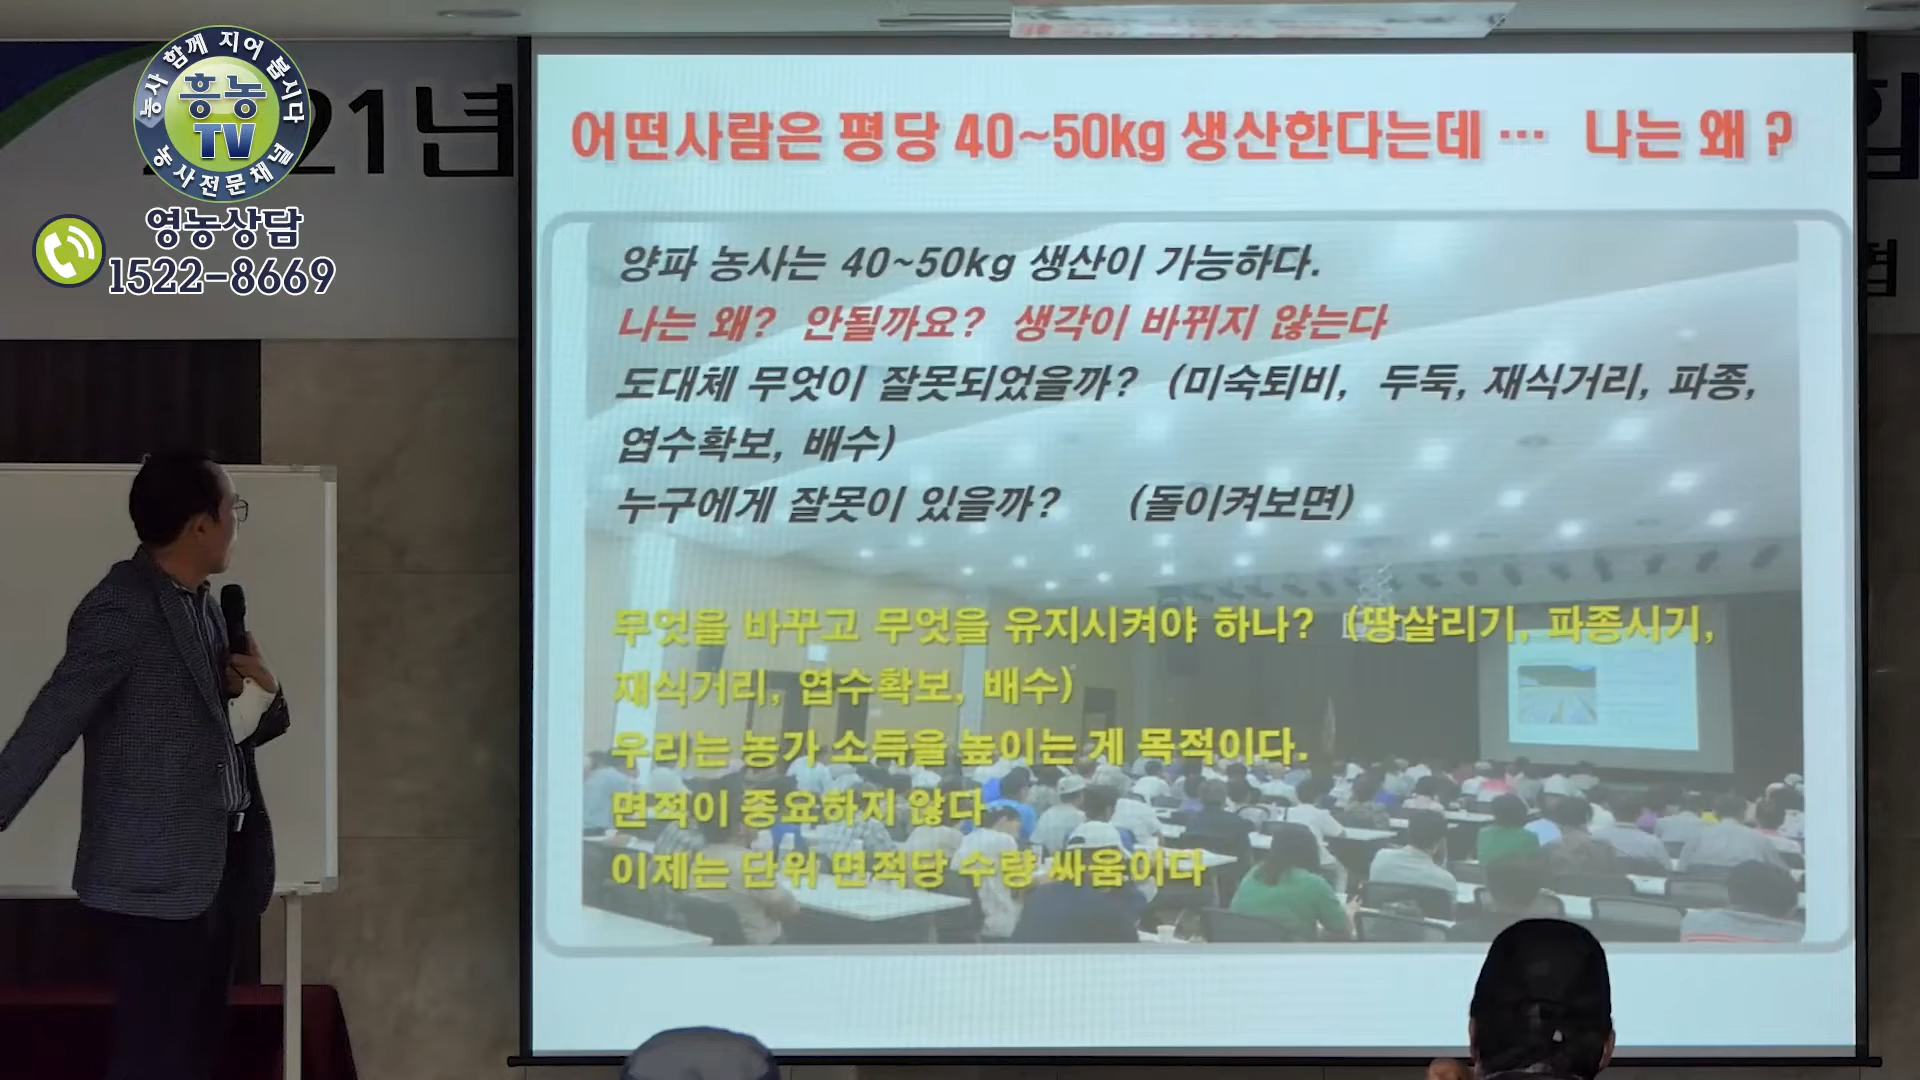 농사 함께 지어 봅시다
흥농
TV
농사전문채널
영농상담
1522-8669
21년
어떤사람은 평당 40~50kg 생산한다는데 … 나는 왜 ?
양파 농사는 40~50kg 생산이 가능하다.
나는 왜? 안될까요? 생각이 바뀌지 않는다
도대체 무엇이 잘못되었을까? (미숙퇴비, 두둑, 재식거리, 파종,
엽수확보, 배수)
누구에게 잘못이 있을까? (돌이켜보면)
무엇을 바꾸고 무엇을 유지시켜야 하나? (땅살리기, 파종시기,
재식거리, 엽수확보, 배수)
우리는 농가 소득을 높이는 게 목적이다.
면적이 중요하지 않다
이제는 단위 면적당 수량 싸움이다